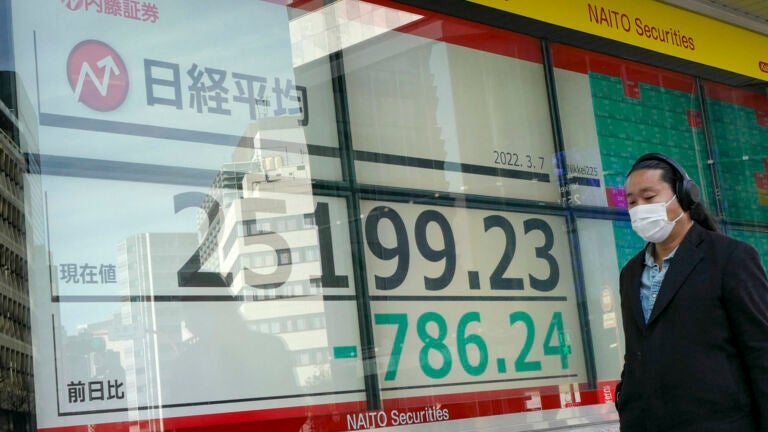 内藤証券
NAITO Securities
日経平均
2022. 3. 7
Nikkei225
現在値
25199.23
前日比
-786.24
NAITO Securities